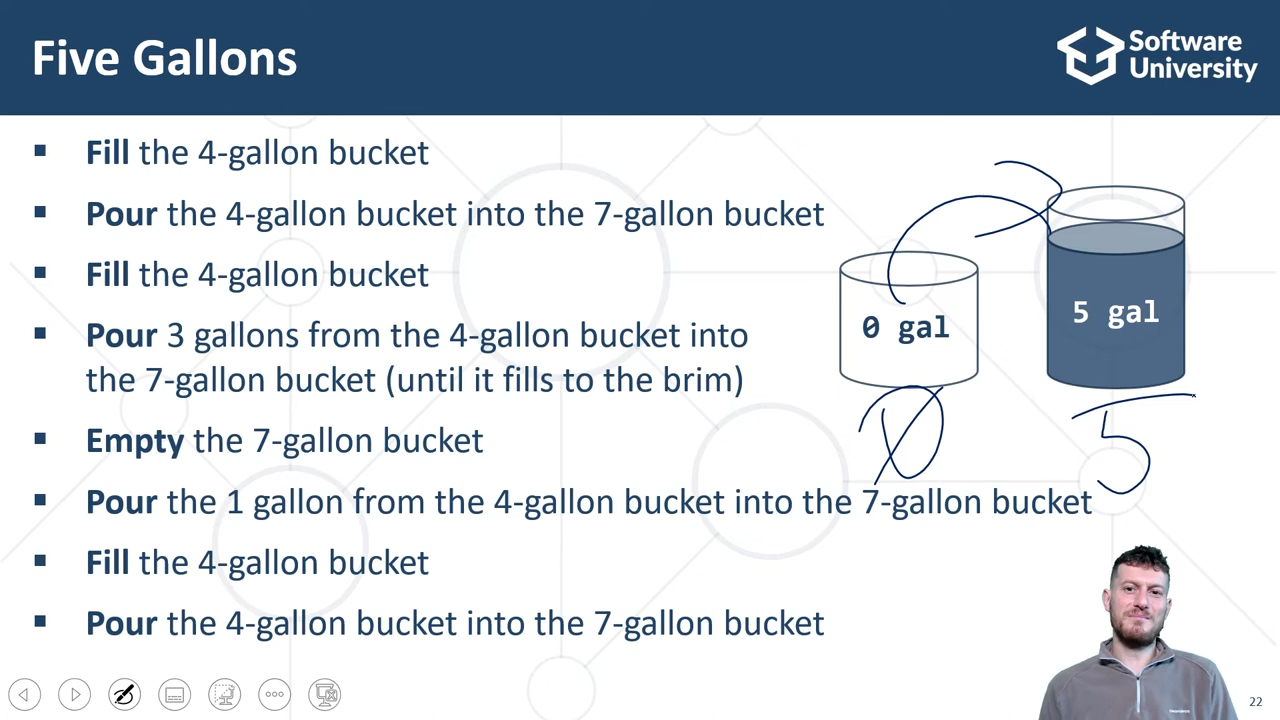 Five Gallons
Software
University
Fill the 4-gallon bucket
Pour the 4-gallon bucket into the 7-gallon bucket
Fill the 4-gallon bucket
Pour 3 gallons from the 4-gallon bucket into
the 7-gallon bucket (until it fills to the brim)
Empty the 7-gallon bucket
Pour the 1 gallon from the 4-gallon bucket into the 7-gallon bucket
Fill the 4-gallon bucket
Pour the 4-gallon bucket into the 7-gallon bucket
0 gal
5 gal
0
5
22